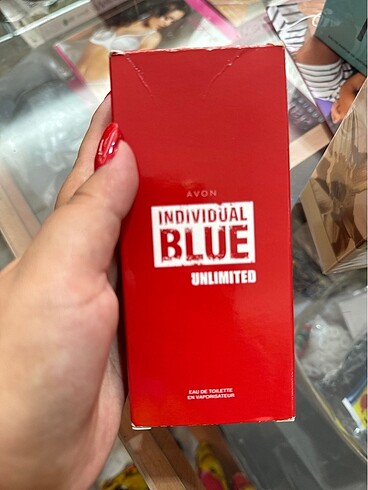 AVON
INDIVIDUAL
BLUE
UNLIMITED
EAU DE TOILETTE
EN VAPORISATEUR